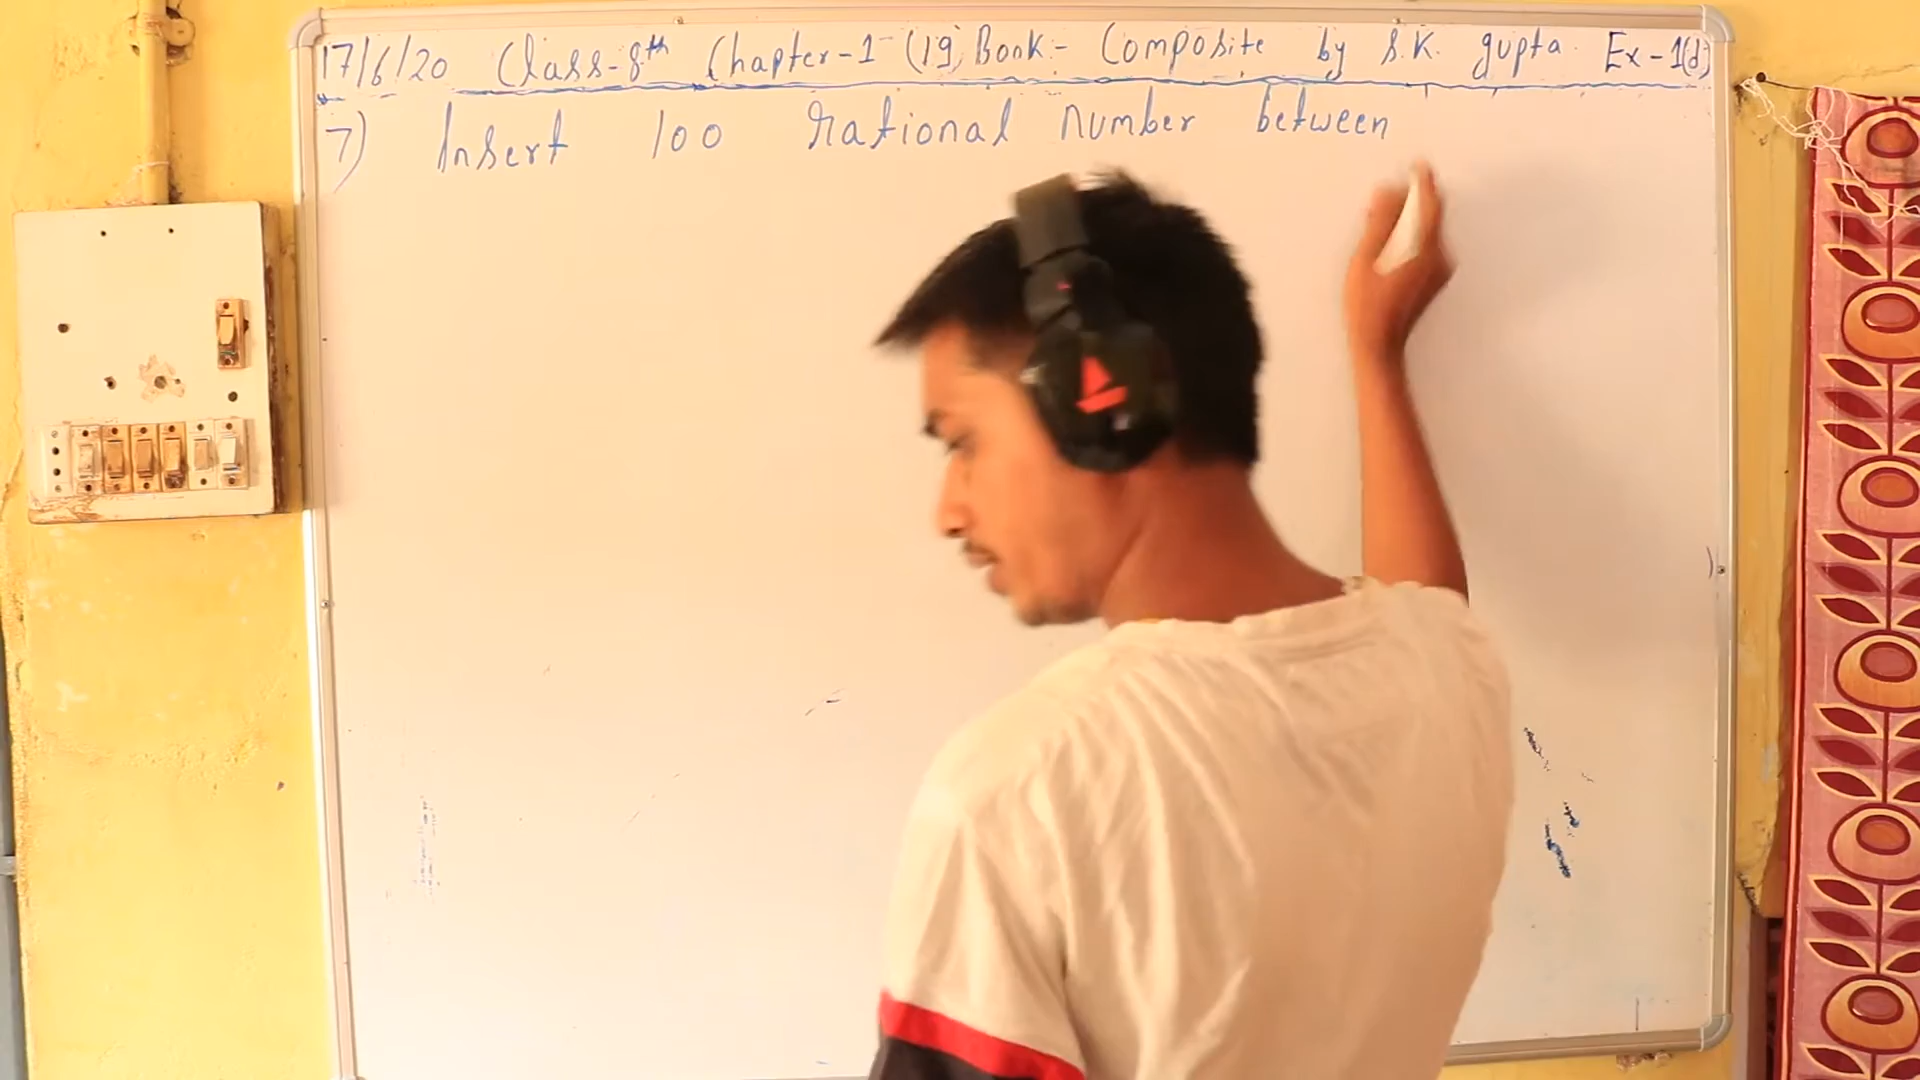 17/6/20 Class-8th Chapter-1 (19) Book:- Composite by S.K. gupta. Ex-1(d)
7) Insert 100 rational number between